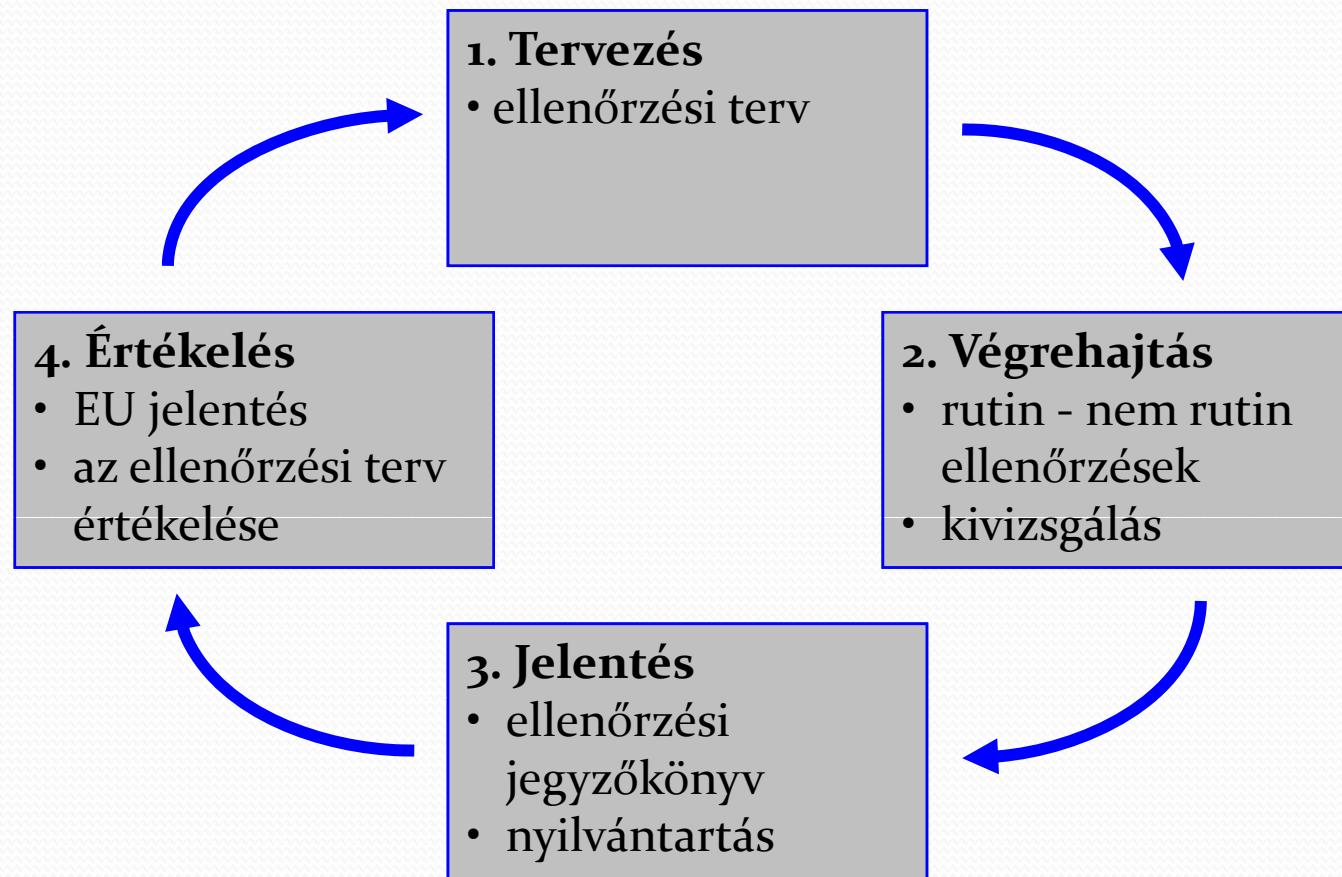 1. Tervezés
• ellenőrzési terv
2. Végrehajtás
• rutin - nem rutin
ellenőrzések
• kivizsgálás
3. Jelentés
• ellenőrzési
jegyzőkönyv
• nyilvántartás
4. Értékelés
• EU jelentés
• az ellenőrzési terv
értékelése